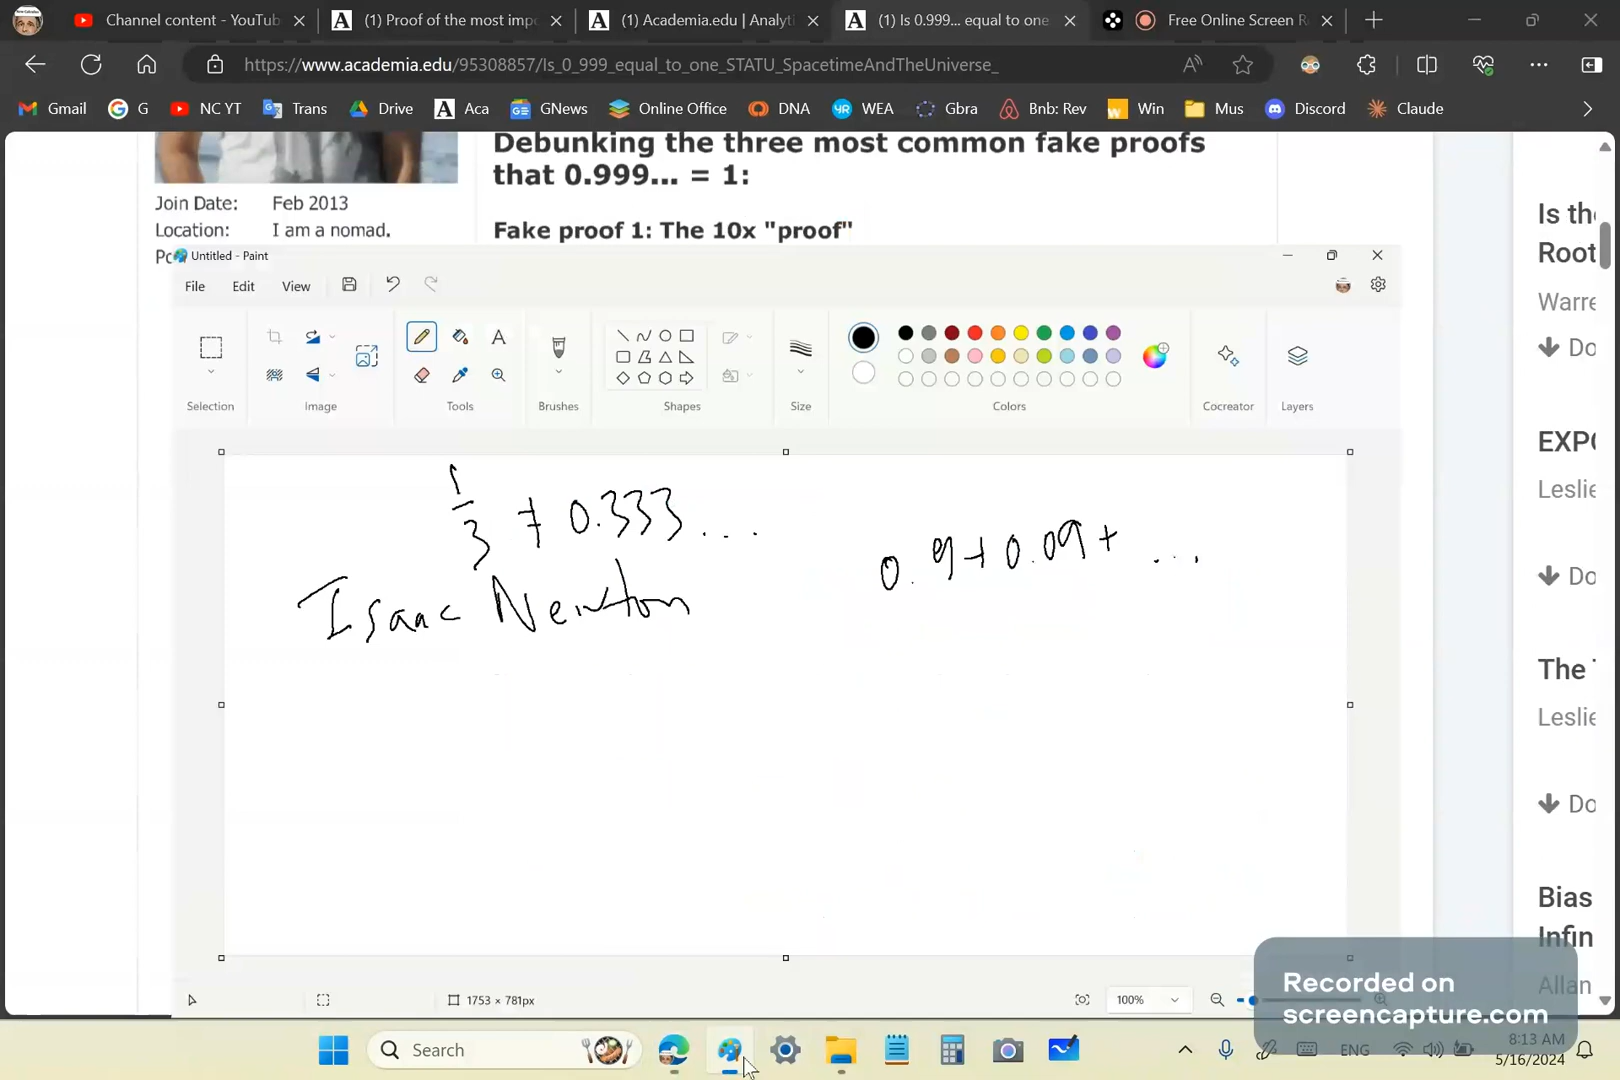 Channel content - YouTub
(1) Proof of the most impo
(1) Academia.edu | Analyti
(1) Is 0.999... equal to one
Free Online Screen R
https://www.academia.edu/95308857/Is_0_999_equal_to_one_STATU_SpacetimeAndTheUniverse_
Gmail G NC YT Trans Drive Aca GNews Online Office DNA WEA Gbra Bnb: Rev Win Mus Discord Claude
Debunking the three most common fake proofs
that 0.999... = 1:
Join Date: Feb 2013
Location: I am a nomad.
Fake proof 1: The 10x "proof"
Po
Untitled - Paint
File Edit View
Selection Image Tools Brushes Shapes Size Colors Cocreator Layers
1/3 ≠ 0.333...
0.9+0.09+ ...
Isaac Newton
1753 × 781px
100%
Is the
Root
Warre
Do
EXPO
Leslie
Do
The T
Leslie
Do
Bias
Infin
Allan
Recorded on
screencapture.com
Search
ENG
8:13 AM
5/16/2024